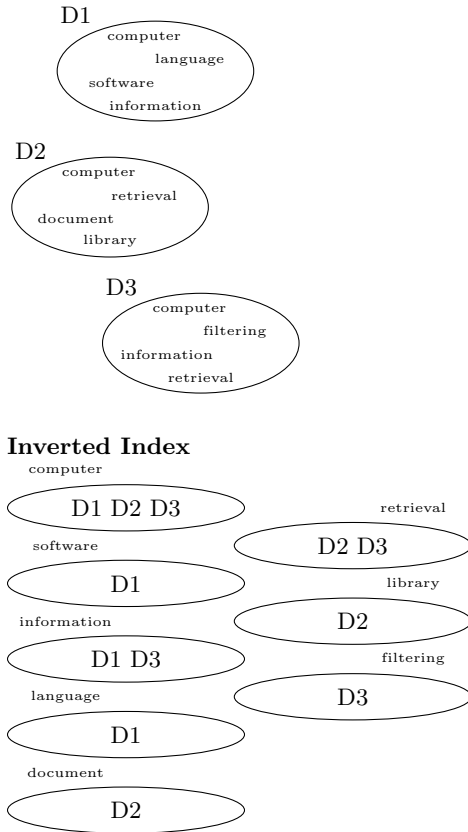 D1
computer
language
software
information
D2
computer
retrieval
document
library
D3
computer
filtering
information
retrieval
Inverted Index
computer
D1 D2 D3
software
D1
information
D1 D3
language
D1
document
D2
retrieval
D2 D3
library
D2
filtering
D3